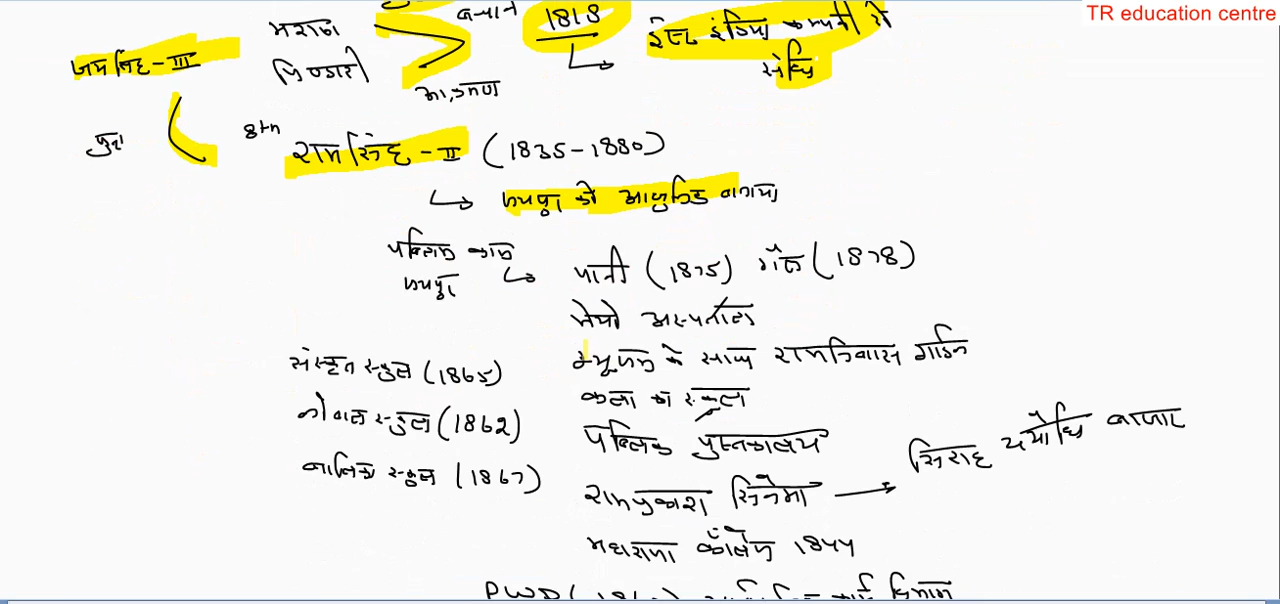 TR education centre
मराठा बचाने 1818 ईस्ट इंडिया कम्पनी से
जगतसिंह - III पिण्डारी संधि
आक्रमण
पुत्र 8th रामसिंह - II (1835-1880)
जयपुर को आधुनिक बनाया
पब्लिक काम
जयपुर पानी (1875) गैस (1878)
मेयो अस्पताल
म्यूजियम के साथ रामनिवास गार्डन
संस्कृत स्कूल (1865) कला का स्कूल
नोबल स्कूल (1862) पब्लिक पुस्तकालय
बालिका स्कूल (1867) रामप्रकाश सिनेमा → सिराह बाजार
महाराजा कॉलेज 1844
PWD